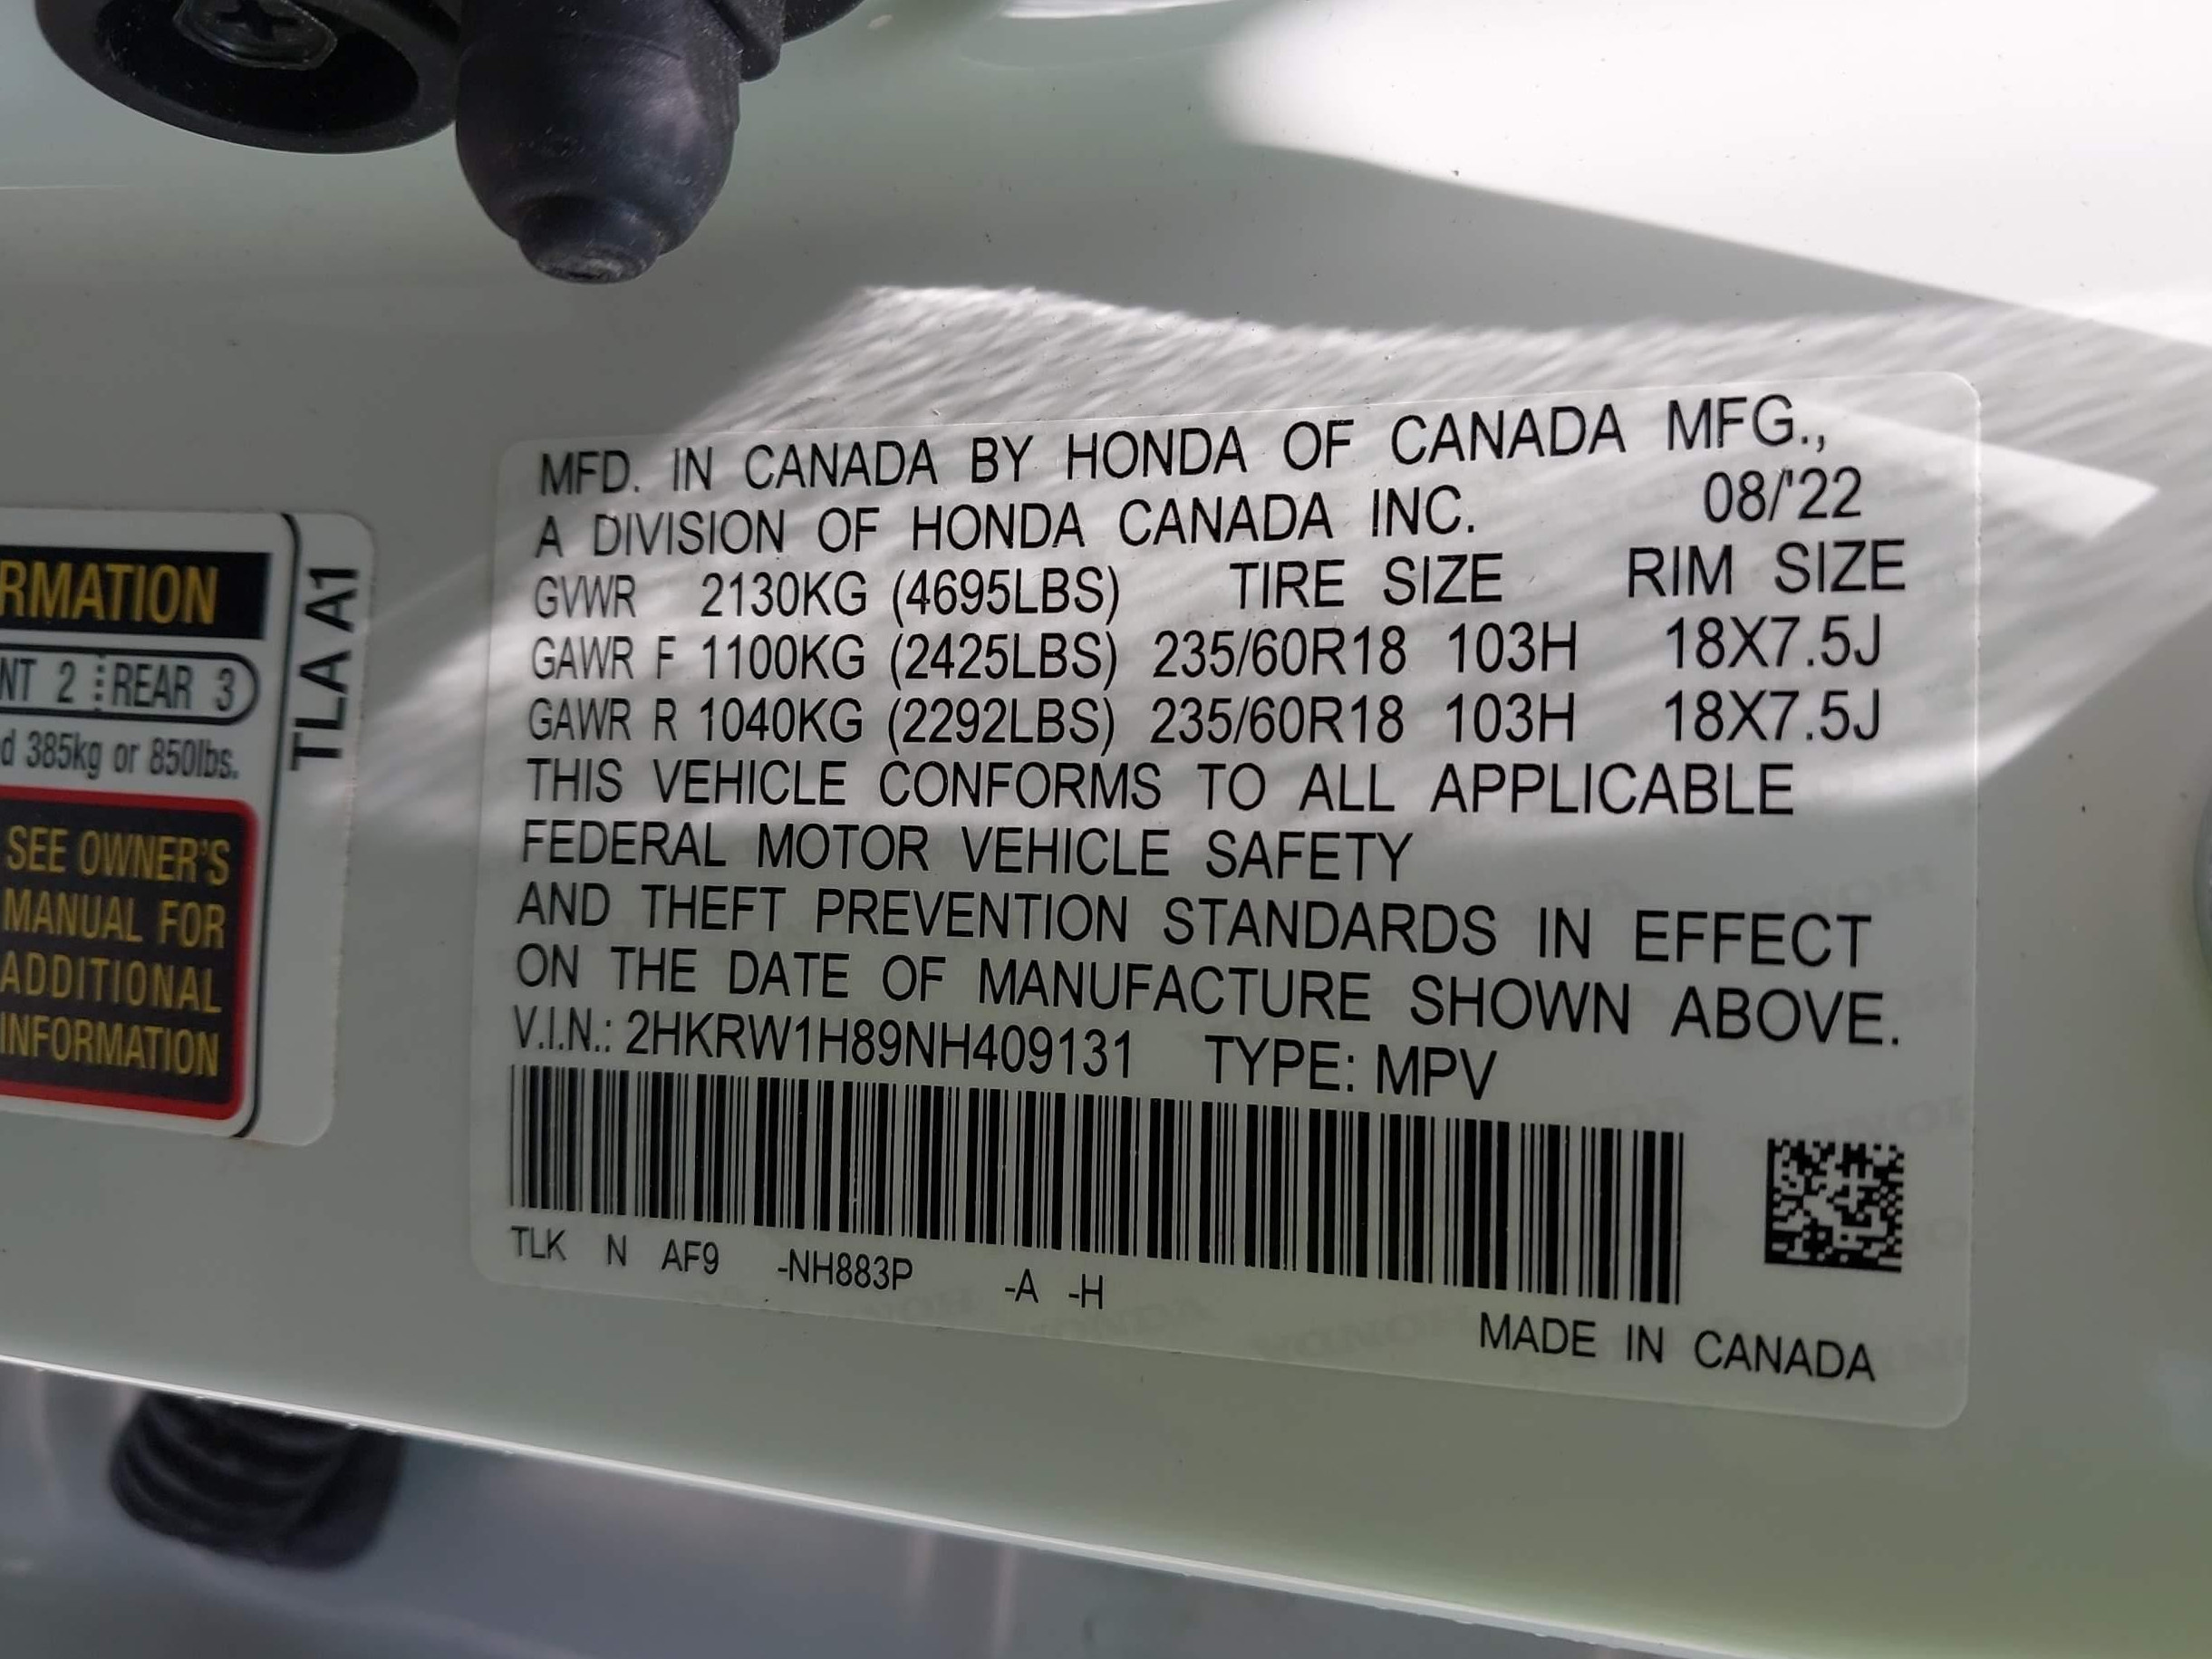 MFD. IN CANADA BY HONDA OF CANADA MFG.,
A DIVISION OF HONDA CANADA INC. 08/'22
GVWR 2130KG (4695LBS) TIRE SIZE RIM SIZE
GAWR F 1100KG (2425LBS) 235/60R18 103H 18X7.5J
GAWR R 1040KG (2292LBS) 235/60R18 103H 18X7.5J
THIS VEHICLE CONFORMS TO ALL APPLICABLE
FEDERAL MOTOR VEHICLE SAFETY
AND THEFT PREVENTION STANDARDS IN EFFECT
ON THE DATE OF MANUFACTURE SHOWN ABOVE.
V.I.N.: 2HKRW1H89NH409131 TYPE: MPV
TLK N AF9 -NH883P -A -H
MADE IN CANADA
RMATION
NT 2 REAR 3
d 385kg or 850lbs.
SEE OWNER'S
MANUAL FOR
ADDITIONAL
INFORMATION
TLA A1